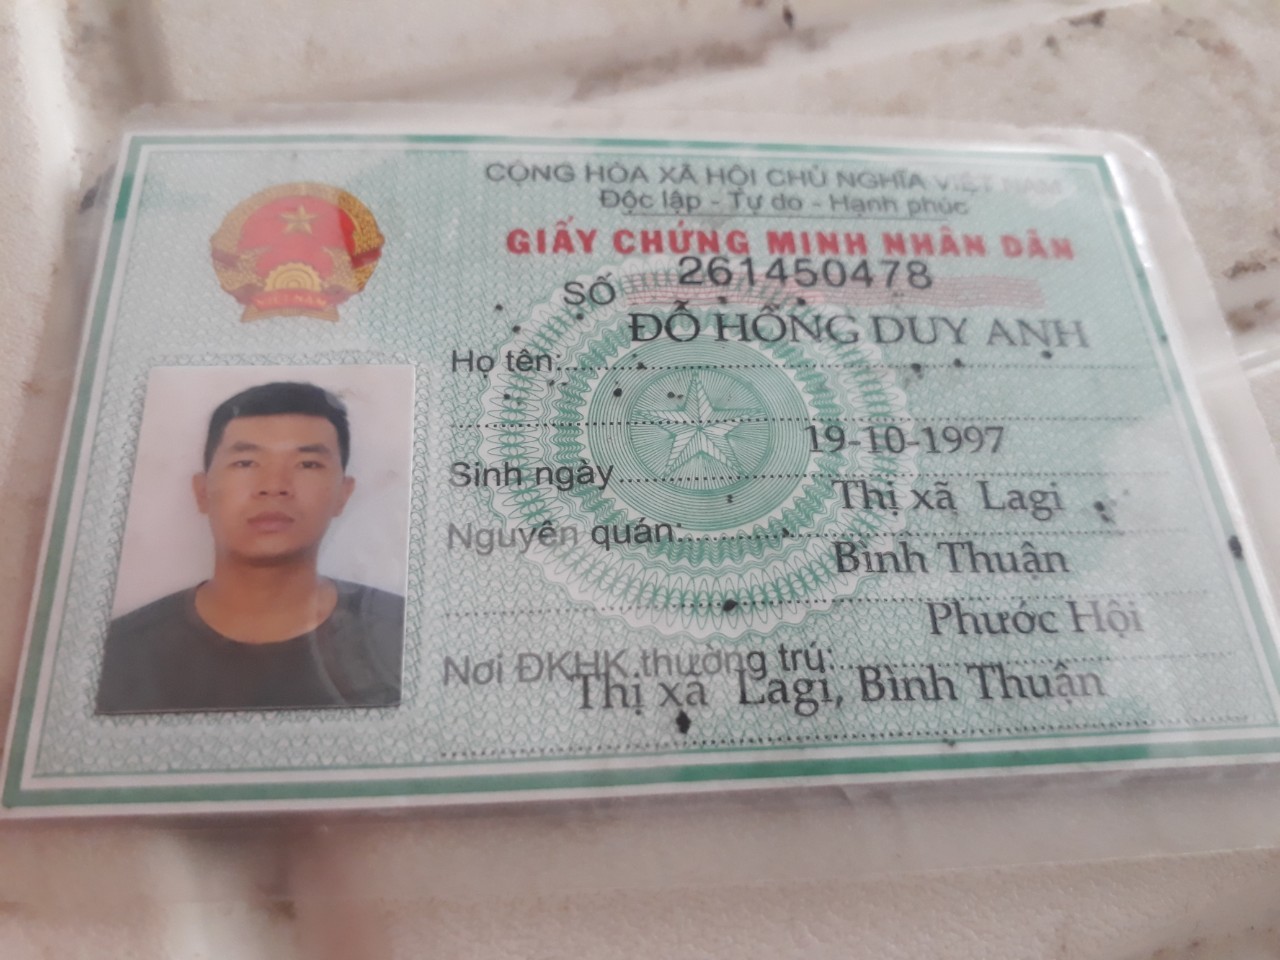 CỘNG HÒA XÃ HỘI CHỦ NGHĨA VIỆT NAM
Độc lập - Tự do - Hạnh phúc
GIẤY CHỨNG MINH NHÂN DÂN
SỐ 261450478
Họ tên: ĐỖ HỒNG DUY ANH
Sinh ngày 19-10-1997
Nguyên quán: Thị xã Lagi
Bình Thuận
Nơi ĐKHK thường trú: Phước Hội
Thị xã Lagi, Bình Thuận
VIỆT NAM